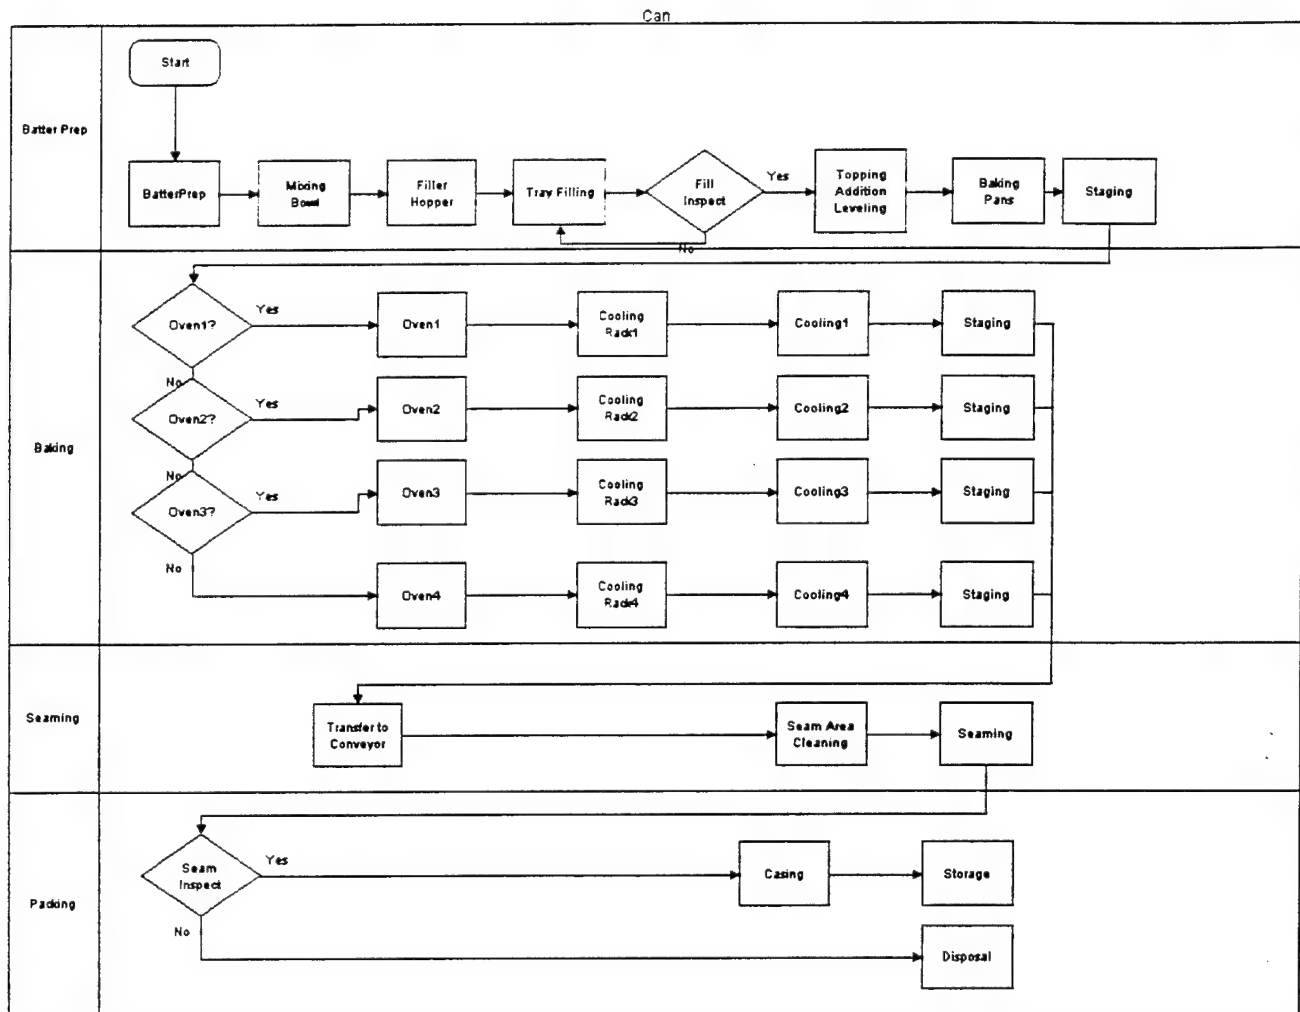 Can
Start
Batter Prep
BatterPrep
Mixing
Bowl
Filler
Hopper
Tray Filling
Fill
Inspect
Yes
No
Topping
Addition
Leveling
Baking
Pans
Staging
Baking
Oven1?
Yes
No
Oven1
Cooling
Rack1
Cooling1
Staging
Oven2?
Yes
No
Oven2
Cooling
Rack2
Cooling2
Staging
Oven3?
Yes
No
Oven3
Cooling
Rack3
Cooling3
Staging
Oven4
Cooling
Rack4
Cooling4
Staging
Seaming
Transfer to
Conveyor
Seam Area
Cleaning
Seaming
Packing
Seam
Inspect
Yes
No
Casing
Storage
Disposal